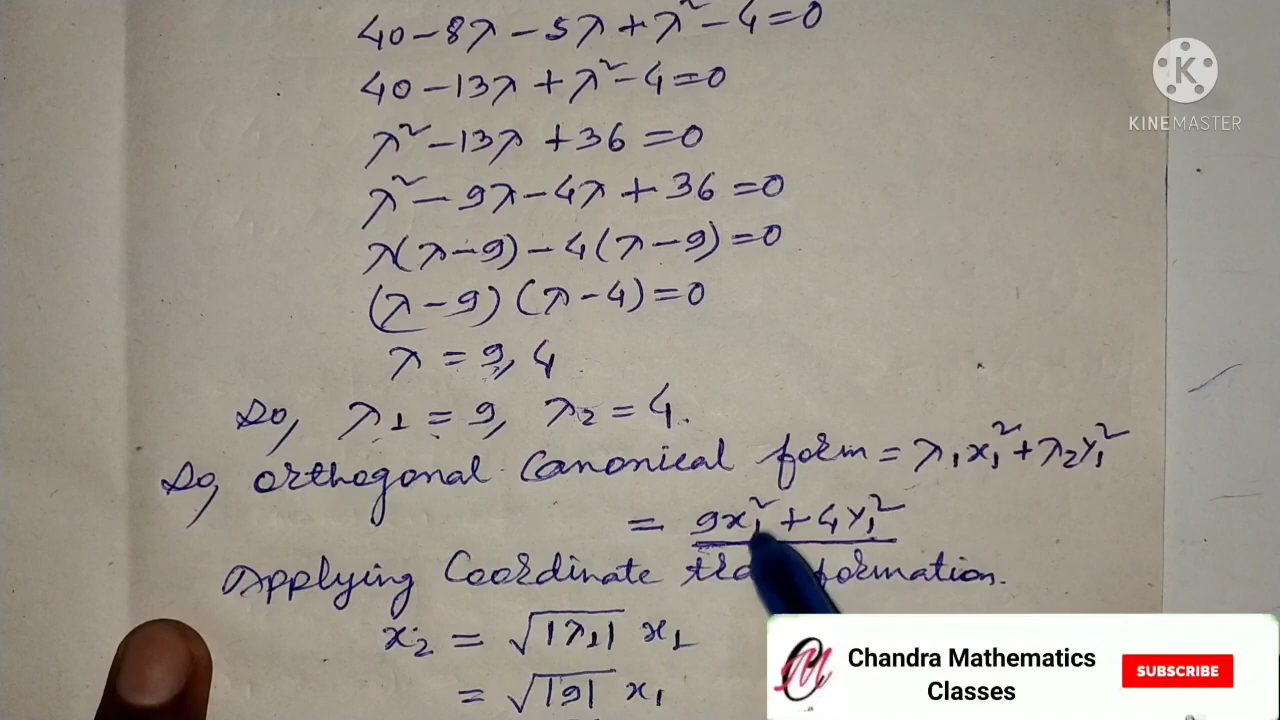 40-8λ-5λ+λ²-4=0
40-13λ+λ²-4=0
λ²-13λ+36=0
λ²-9λ-4λ+36=0
λ(λ-9)-4(λ-9)=0
(λ-9)(λ-4)=0
λ=9,4
So, λ₁=9, λ₂=4.
So, orthogonal Canonical form=λ₁x₁²+λ₂y₁²
= 9x₁²+4y₁²
Applying Coordinate formation.
x₂ = √|λ₁| x₁
= √|9| x₁
K
KINEMASTER
Chandra Mathematics
Classes
SUBSCRIBE